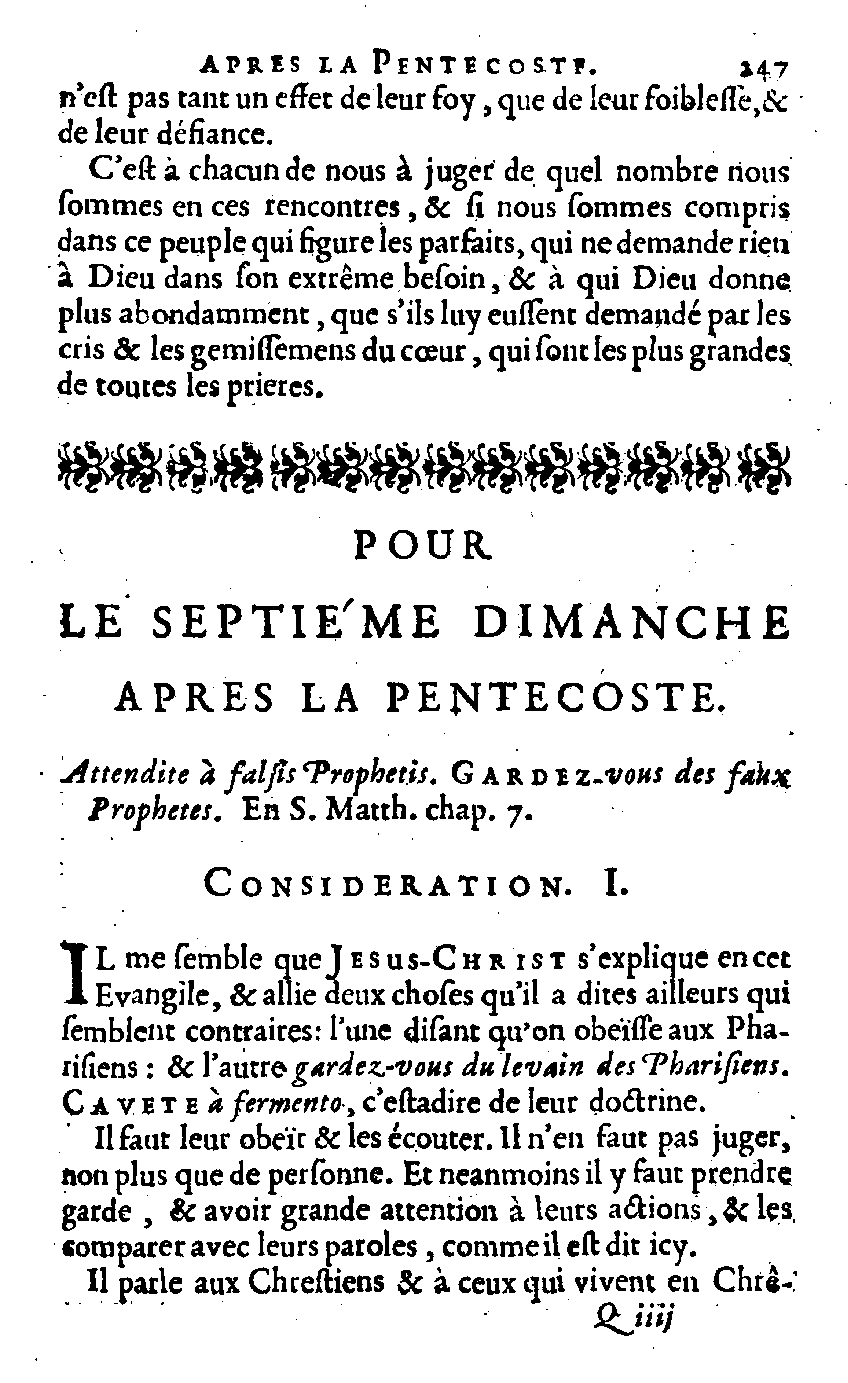 APRES LA PENTECOSTE. 247
n'eſt pas tant un effet de leur foy, que de leur foibleſſe, &
de leur défiance.
C'eſt à chacun de nous à juger de quel nombre nous
ſommes en ces rencontres, & ſi nous ſommes compris
dans ce peuple qui figure les parfaits, qui ne demande rien
à Dieu dans ſon extrême beſoin, & à qui Dieu donne
plus abondamment, que s'ils luy euſſent demandé par les
cris & les gemiſſemens du cœur, qui ſont les plus grandes
de toutes les prieres.
POUR
LE SEPTIE'ME DIMANCHE
APRES LA PENTECOSTE.
Attendite à falſis Prophetis. GARDEZ-vous des faux
Prophetes. En S. Matth. chap. 7.
CONSIDERATION. I.
IL me ſemble que JESUS-CHRIST s'explique en cet
Evangile, & allie deux choſes qu'il a dites ailleurs qui
ſemblent contraires: l'une diſant qu'on obeïſſe aux Pha-
riſiens: & l'autre gardez-vous du levain des Phariſiens.
CAVETE à fermento, c'eſtadire de leur doctrine.
Il faut leur obeïr & les écouter. Il n'en faut pas juger,
non plus que de perſonne. Et neanmoins il y faut prendre
garde, & avoir grande attention à leurs actions, & les
comparer avec leurs paroles, comme il eſt dit icy.
Il parle aux Chreſtiens & à ceux qui vivent en Chrê-
Q iiij